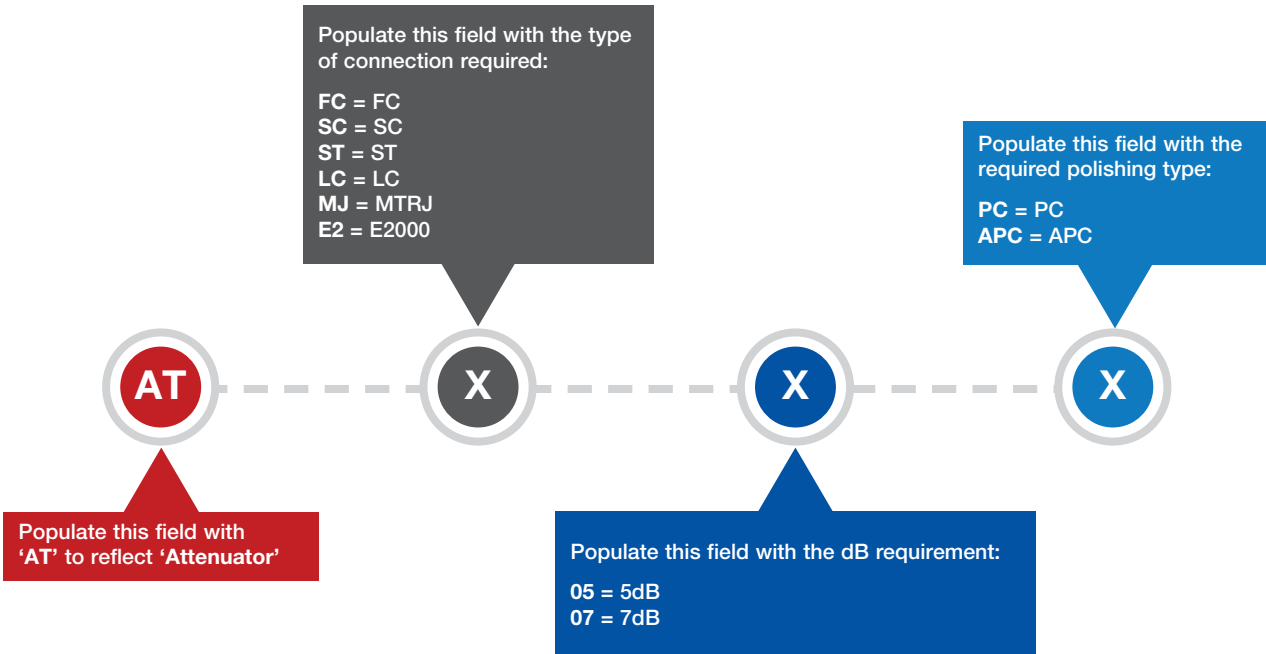 Populate this field with the type
of connection required:
FC = FC
SC = SC
ST = ST
LC = LC
MJ = MTRJ
E2 = E2000
Populate this field with the
required polishing type:
PC = PC
APC = APC
AT
X
X
X
Populate this field with
‘AT’ to reflect ‘Attenuator’
Populate this field with the dB requirement:
05 = 5dB
07 = 7dB